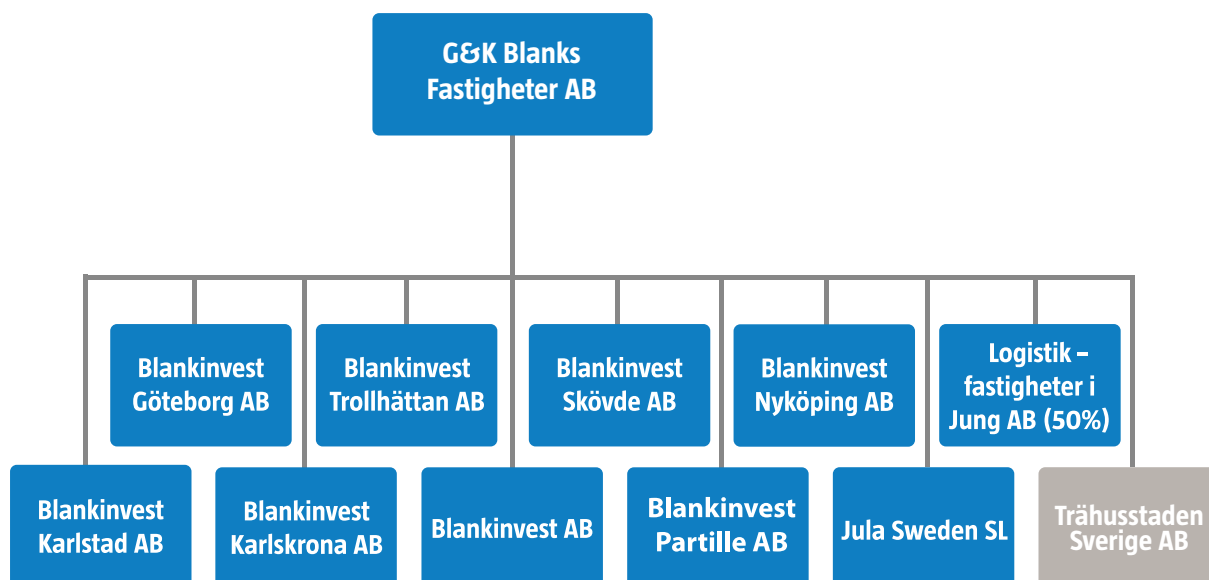 G&K Blanks
Fastigheter AB
Blankinvest
Göteborg AB
Blankinvest
Trollhättan AB
Blankinvest
Skövde AB
Blankinvest
Nyköping AB
Logistik –
fastigheter i
Jung AB (50%)
Blankinvest
Karlstad AB
Blankinvest
Karlskrona AB
Blankinvest AB
Blankinvest
Partille AB
Jula Sweden SL
Trähusstaden
Sverige AB